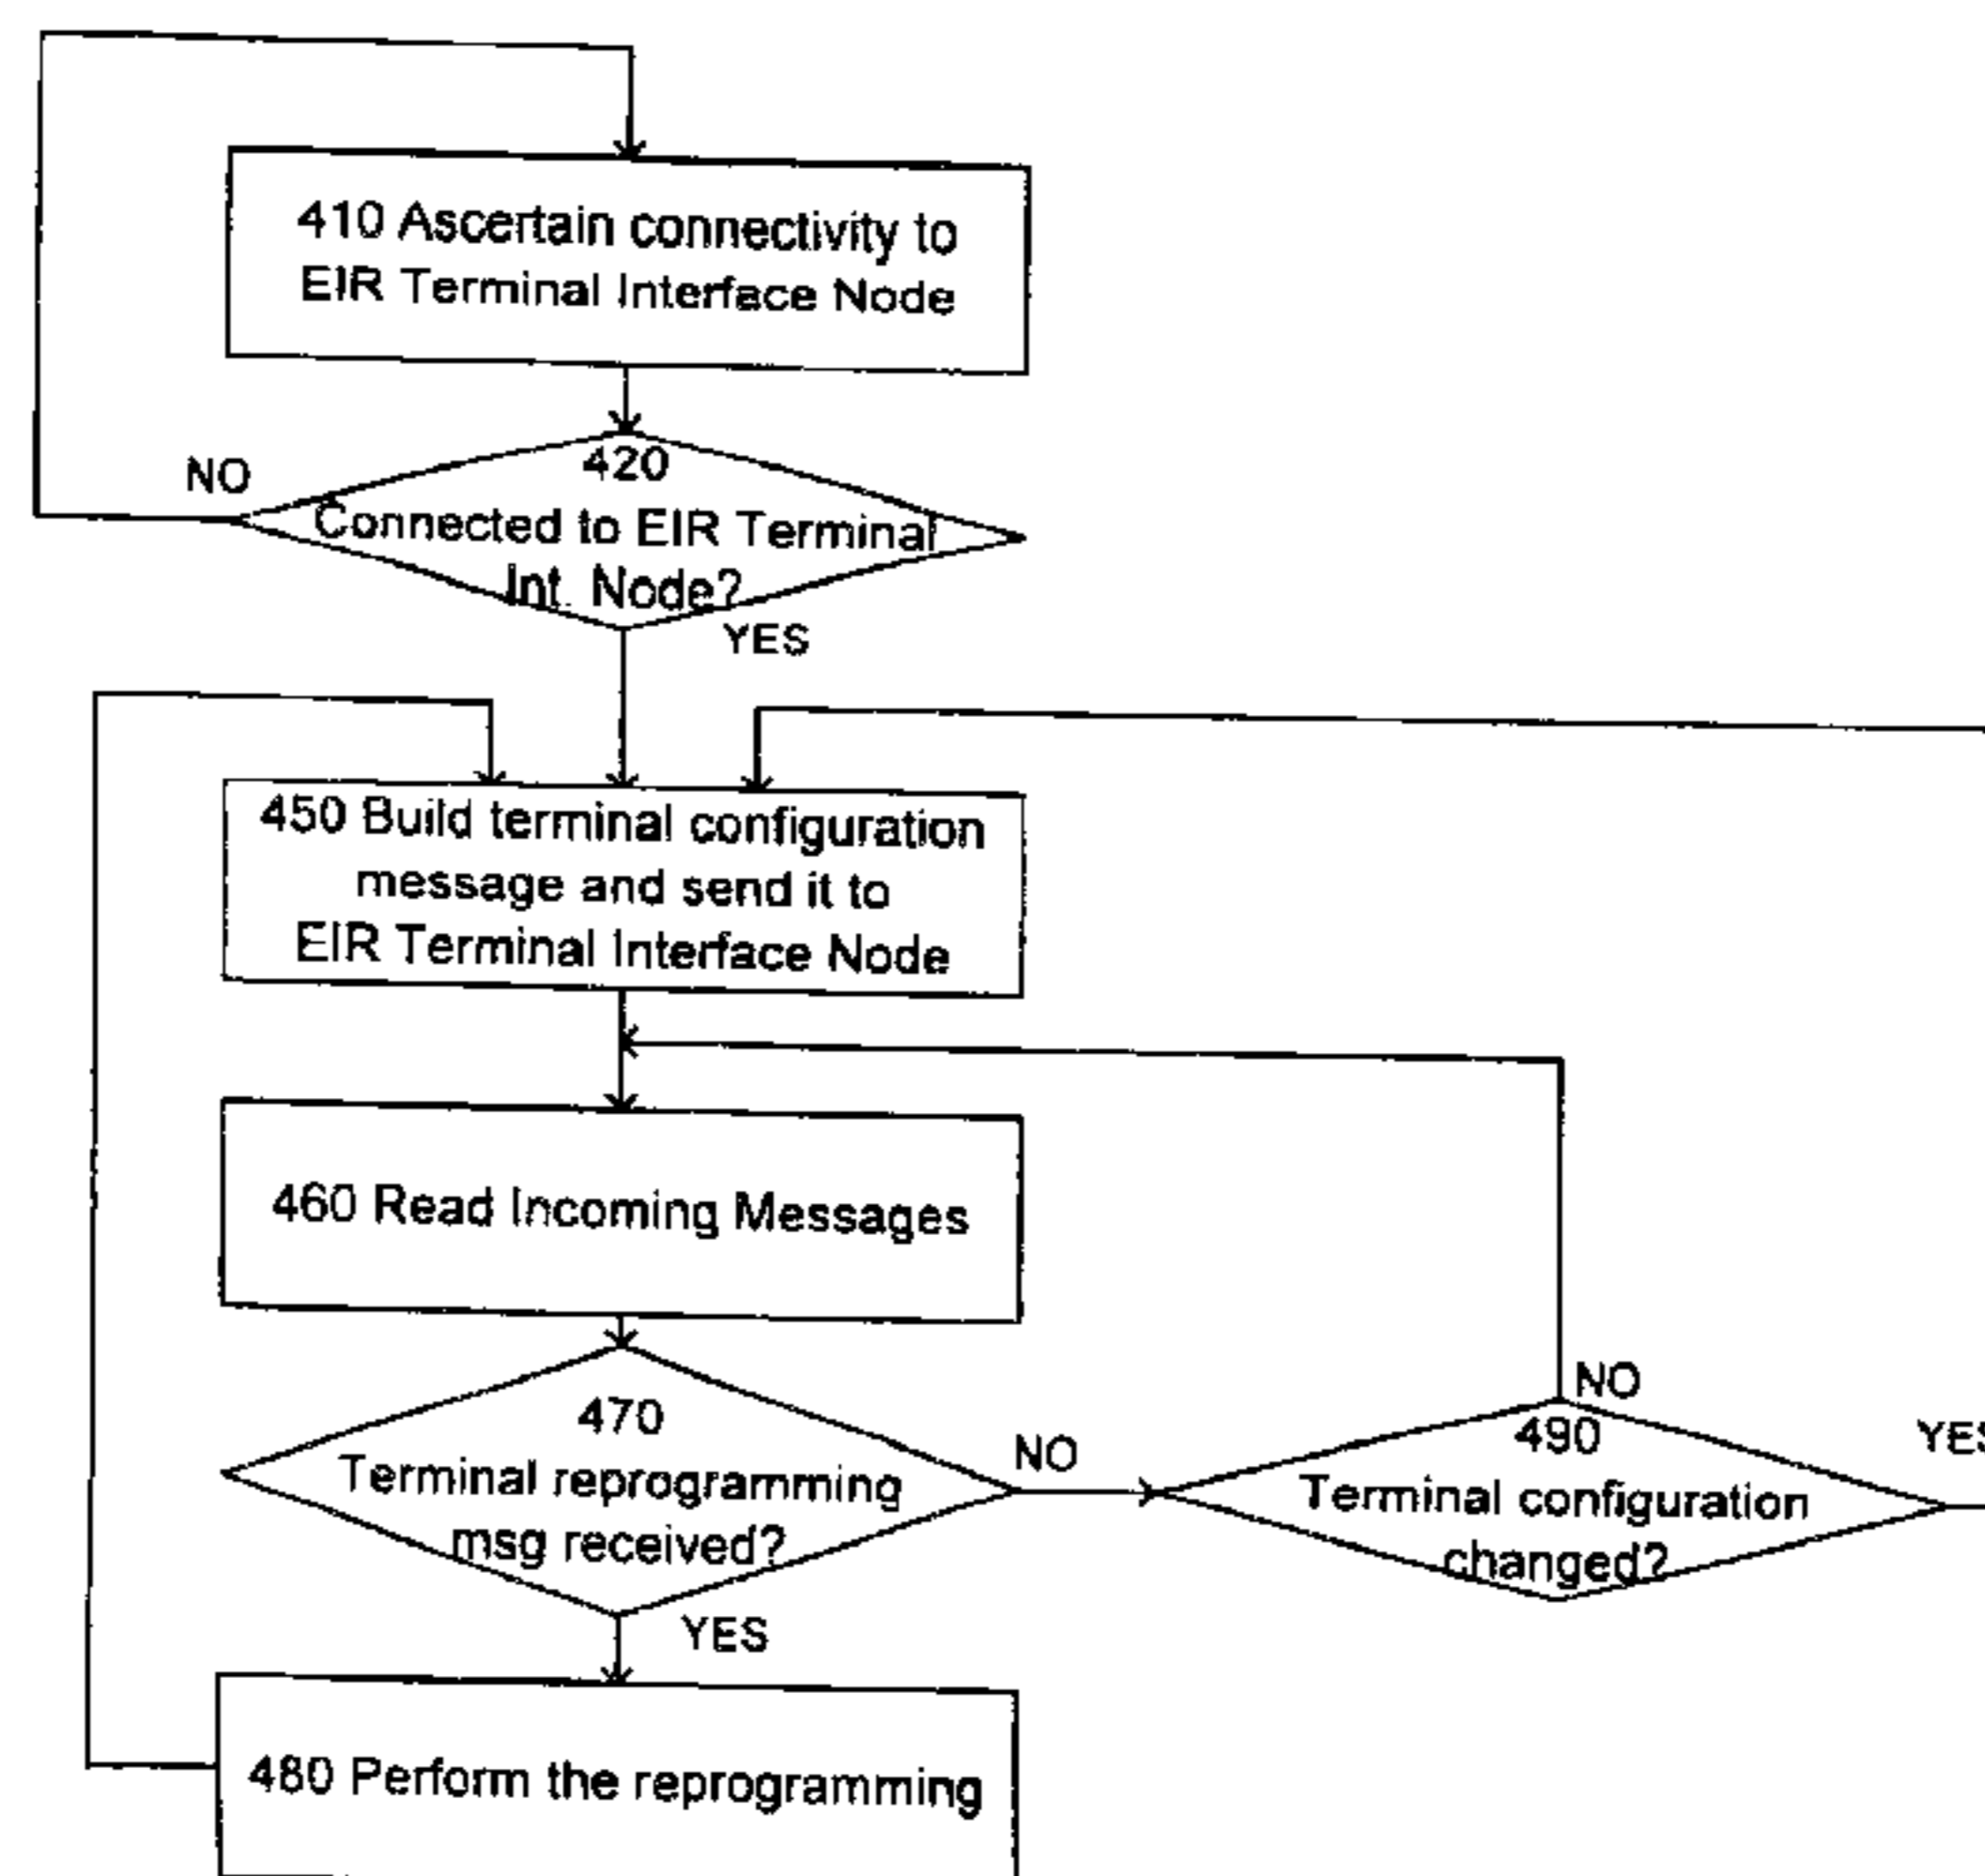 410 Ascertain connectivity to
EIR Terminal Interface Node
NO
420
Connected to EIR Terminal
Int. Node?
YES
450 Build terminal configuration
message and send it to
EIR Terminal Interface Node
460 Read Incoming Messages
470
Terminal reprogramming
msg received?
NO
NO
490
Terminal configuration
changed?
YES
YES
480 Perform the reprogramming